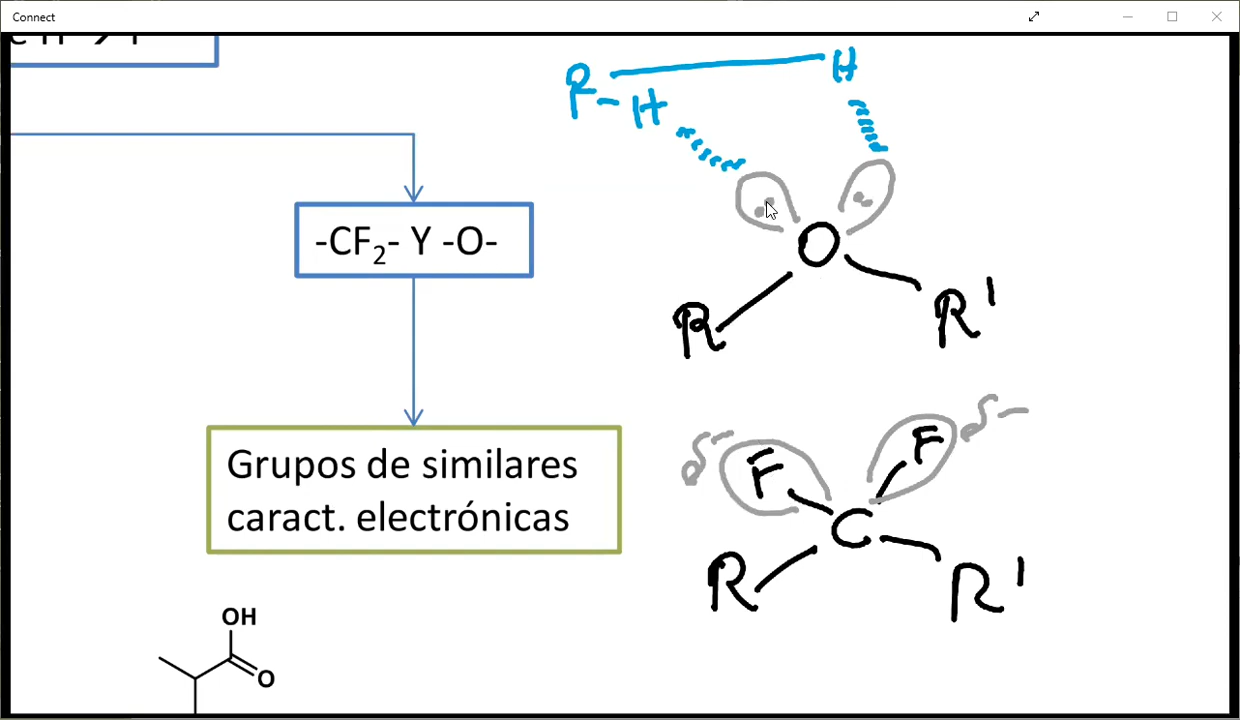 Connect
-CF2- Y -O-
Grupos de similares
caract. electrónicas
OH
O
R-H
H
O
R
R'
δ-
δ-
F
F
C
R
R'